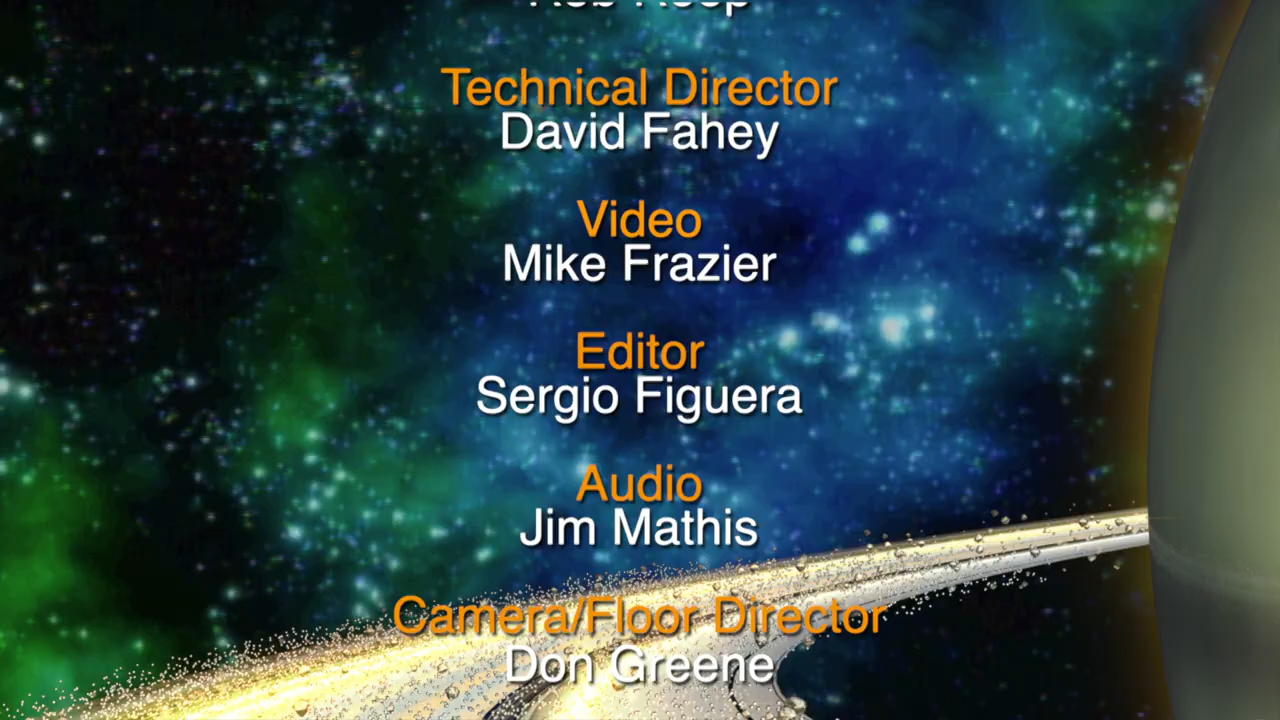 Technical Director
David Fahey
Video
Mike Frazier
Editor
Sergio Figuera
Audio
Jim Mathis
Camera/Floor Director
Don Greene